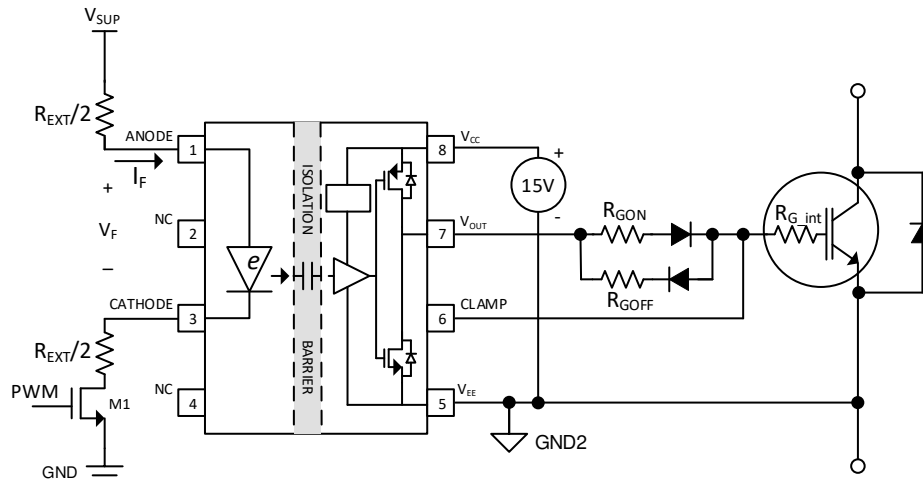 VSUP
REXT/2
ANODE
1
IF
+
VF
–
NC
2
CATHODE
3
REXT/2
PWM
M1
GND
NC
4
e
ISOLATION
BARRIER
8
VCC
7
VOUT
6
CLAMP
5
VEE
15V
+
-
RGON
RGOFF
GND2
RG_int